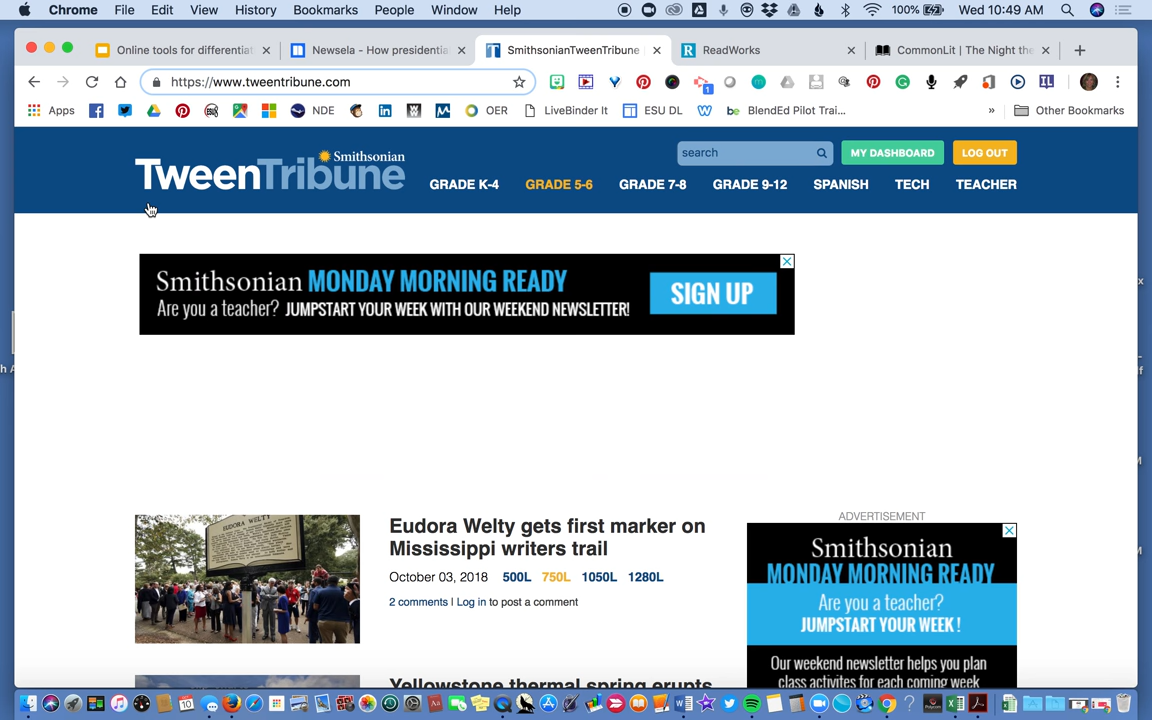 Chrome File Edit View History Bookmarks People Window Help 100% Wed 10:49 AM
Online tools for differentiat Newsela - How presidentia SmithsonianTweenTribune ReadWorks CommonLit | The Night the
https://www.tweentribune.com
Apps NDE OER LiveBinder It ESU DL BlendEd Pilot Trai... » Other Bookmarks
Smithsonian
TweenTribune
search MY DASHBOARD LOG OUT
GRADE K-4 GRADE 5-6 GRADE 7-8 GRADE 9-12 SPANISH TECH TEACHER
Smithsonian MONDAY MORNING READY
Are you a teacher? JUMPSTART YOUR WEEK WITH OUR WEEKEND NEWSLETTER!
SIGN UP
EUDORA WELTY
Eudora Welty gets first marker on
Mississippi writers trail
October 03, 2018 500L 750L 1050L 1280L
2 comments | Log in to post a comment
Yellowstone thermal spring erupts
ADVERTISEMENT
Smithsonian
MONDAY MORNING READY
Are you a teacher?
JUMPSTART YOUR WEEK !
Our weekend newsletter helps you
plan class activites for each coming week